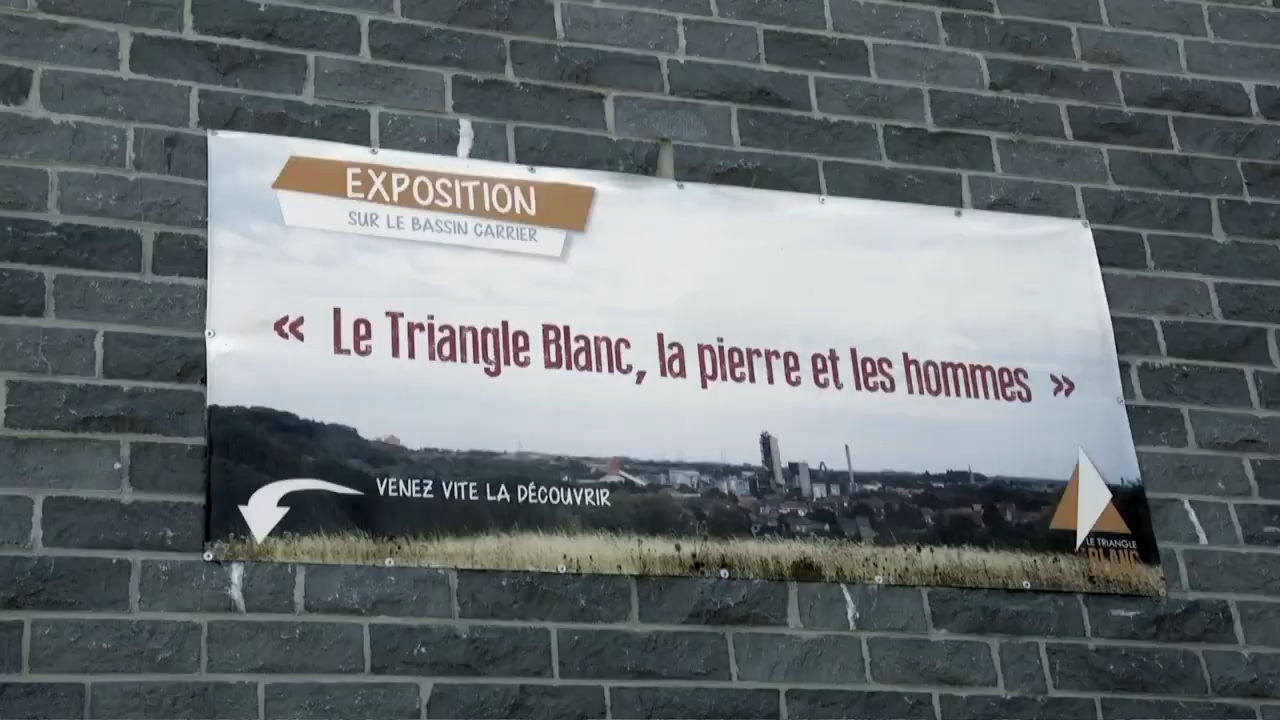 EXPOSITION
SUR LE BASSIN CARRIER
« Le Triangle Blanc, la pierre et les hommes »
VENEZ VITE LA DÉCOUVRIR
LE TRIANGLE
BLANC